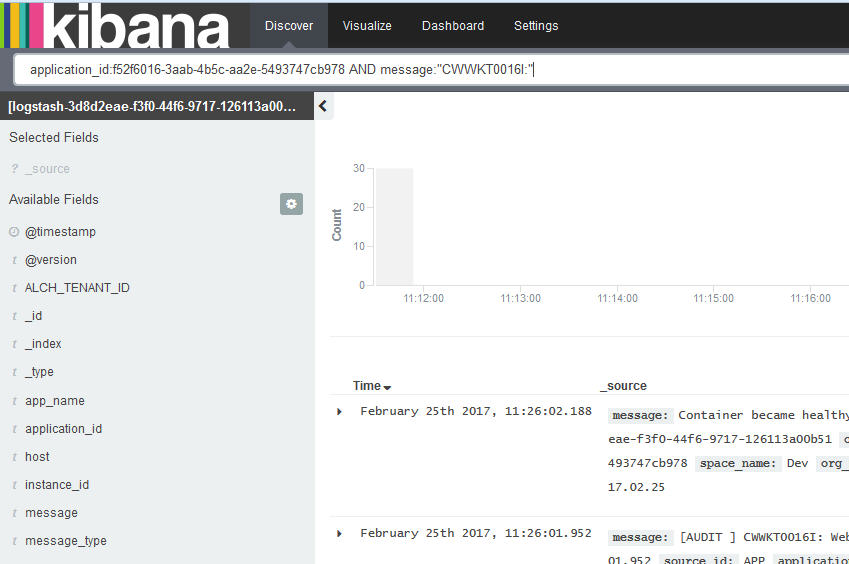 kibana
Discover Visualize Dashboard Settings
application_id:f52f6016-3aab-4b5c-aa2e-5493747cb978 AND message:"CWWKT0016I:"
[logstash-3d8d2eae-f3f0-44f6-9717-126113a00...
Selected Fields
? _source
Available Fields
@timestamp
t @version
t ALCH_TENANT_ID
t _id
t _index
t _type
t app_name
t application_id
t host
t instance_id
t message
t message_type
Count
30
20
10
0
11:12:00 11:13:00 11:14:00 11:15:00 11:16:00
Time _source
February 25th 2017, 11:26:02.188 message: Container became healthy
eae-f3f0-44f6-9717-126113a00b51
493747cb978 space_name: Dev org_
17.02.25
February 25th 2017, 11:26:01.952 message: [AUDIT ] CWWKT0016I: Web
01.952 source_id: APP application